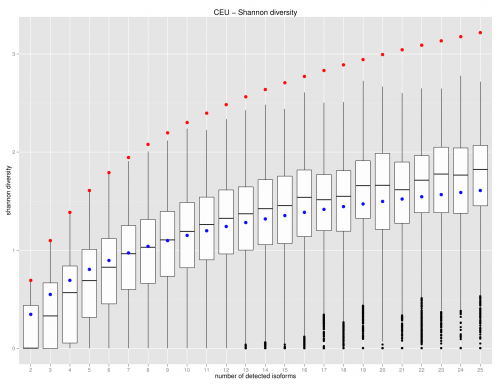 CEU − Shannon diversity
shannon diversity
3
2
1
0
2 3 4 5 6 7 8 9 10 11 12 13 14 15 16 17 18 19 20 21 22 23 24 25
number of detected isoforms